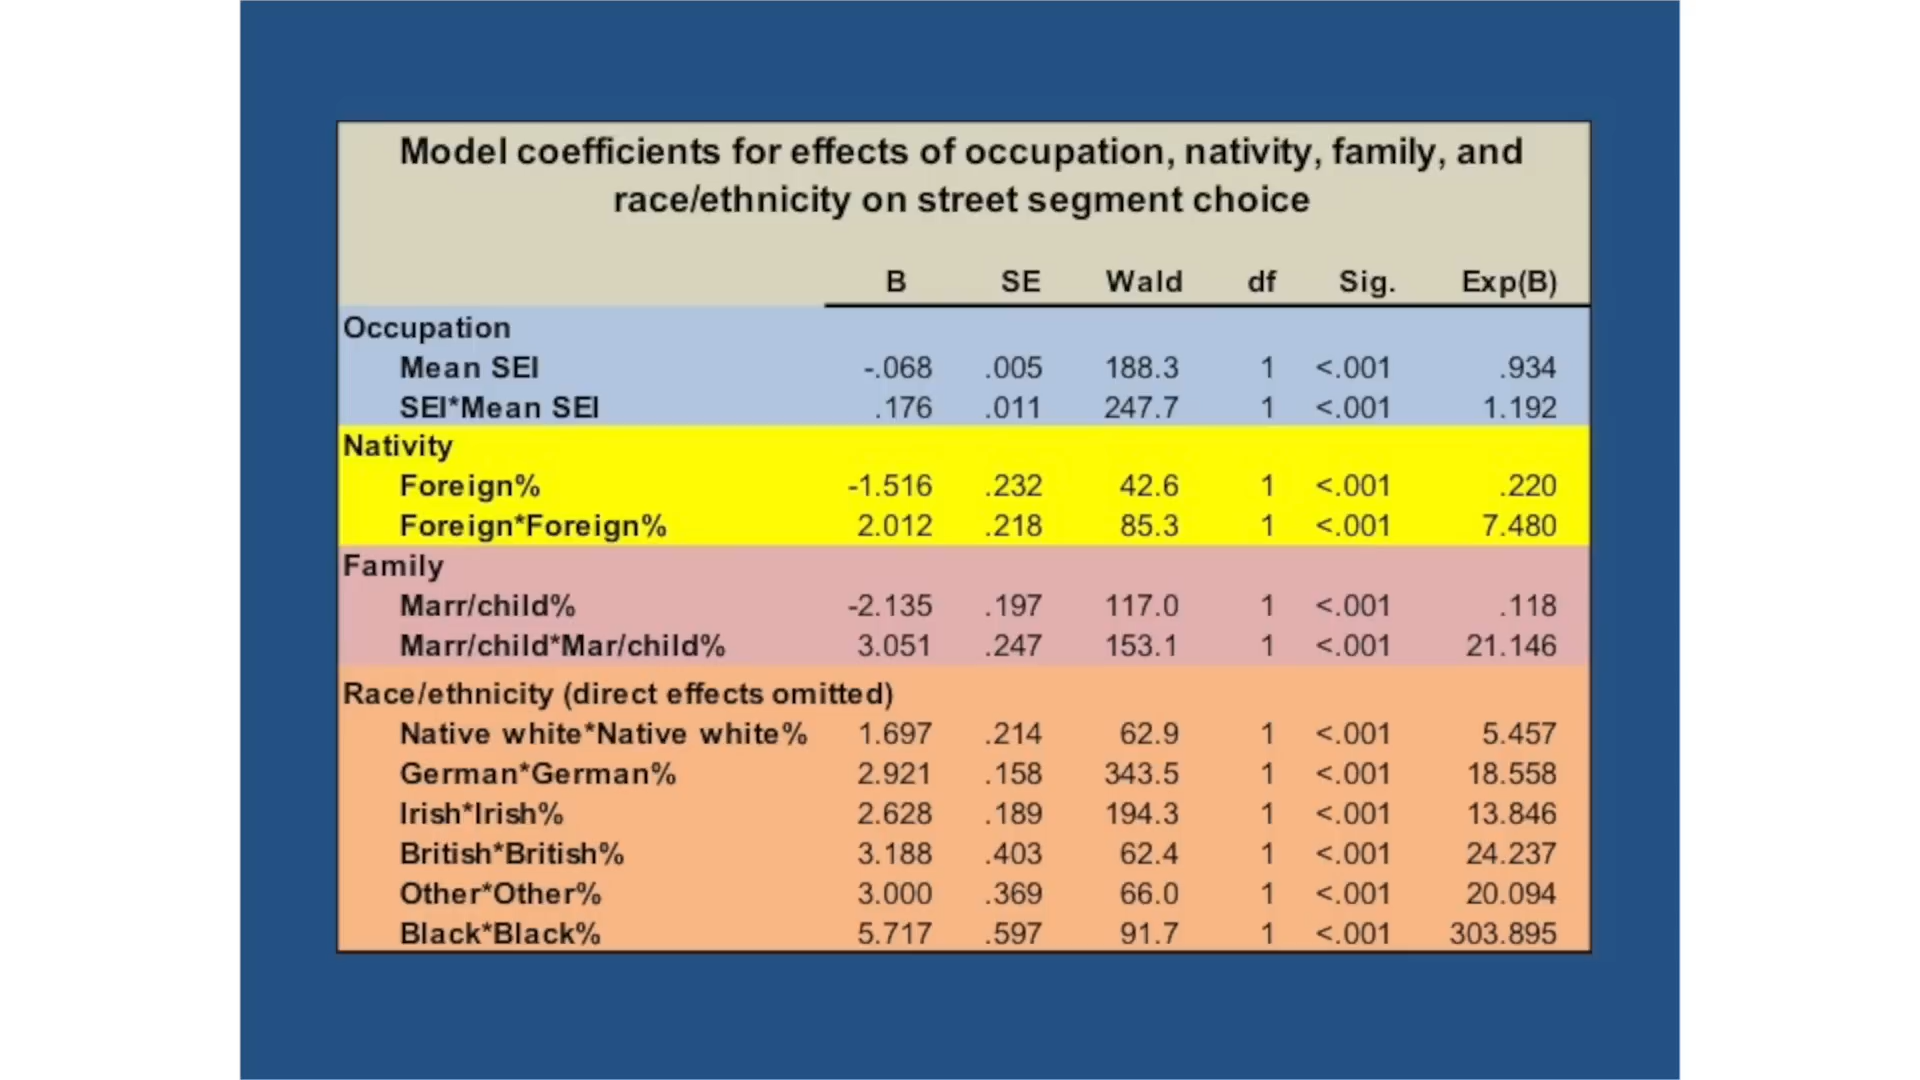 Model coefficients for effects of occupation, nativity, family, and
race/ethnicity on street segment choice
B SE Wald df Sig. Exp(B)
Occupation
Mean SEI -.068 .005 188.3 1 <.001 .934
SEI*Mean SEI .176 .011 247.7 1 <.001 1.192
Nativity
Foreign% -1.516 .232 42.6 1 <.001 .220
Foreign*Foreign% 2.012 .218 85.3 1 <.001 7.480
Family
Marr/child% -2.135 .197 117.0 1 <.001 .118
Marr/child*Mar/child% 3.051 .247 153.1 1 <.001 21.146
Race/ethnicity (direct effects omitted)
Native white*Native white% 1.697 .214 62.9 1 <.001 5.457
German*German% 2.921 .158 343.5 1 <.001 18.558
Irish*Irish% 2.628 .189 194.3 1 <.001 13.846
British*British% 3.188 .403 62.4 1 <.001 24.237
Other*Other% 3.000 .369 66.0 1 <.001 20.094
Black*Black% 5.717 .597 91.7 1 <.001 303.895